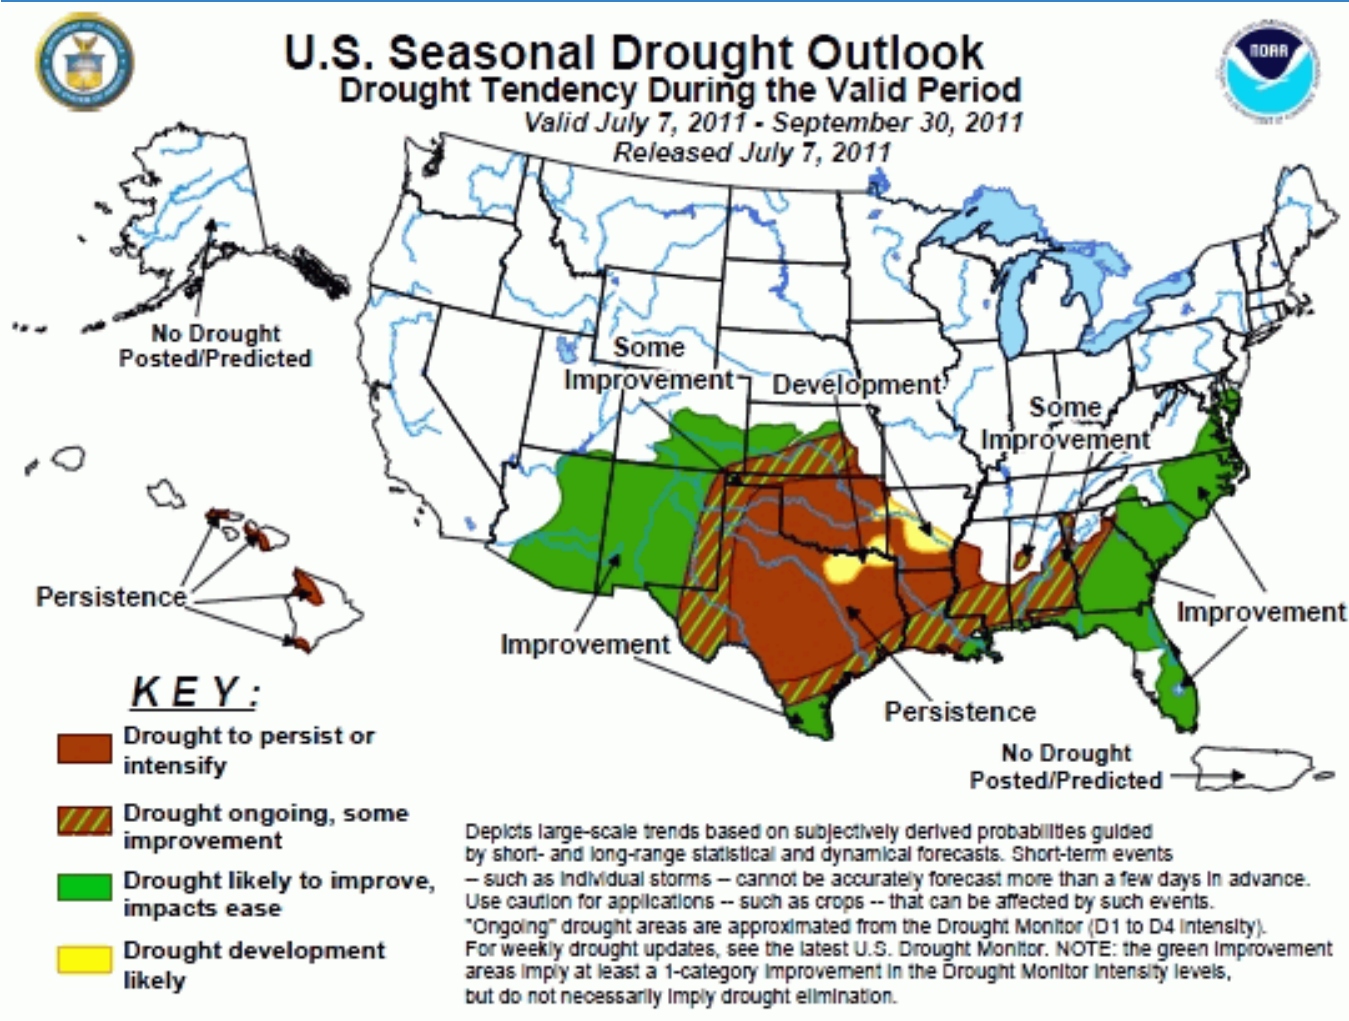 U.S. Seasonal Drought Outlook
Drought Tendency During the Valid Period
Valid July 7, 2011 - September 30, 2011
Released July 7, 2011
NOAA
No Drought
Posted/Predicted
Some
Improvement
Development
Some
Improvement
Persistence
Improvement
Improvement
Persistence
No Drought
Posted/Predicted
KEY:
Drought to persist or
intensify
Drought ongoing, some
improvement
Drought likely to improve,
impacts ease
Drought development
likely
Depicts large-scale trends based on subjectively derived probabilities guided
by short- and long-range statistical and dynamical forecasts. Short-term events
-- such as individual storms -- cannot be accurately forecast more than a few days in advance.
Use caution for applications -- such as crops -- that can be affected by such events.
"Ongoing" drought areas are approximated from the Drought Monitor (D1 to D4 intensity).
For weekly drought updates, see the latest U.S. Drought Monitor. NOTE: the green improvement
areas imply at least a 1-category improvement in the Drought Monitor intensity levels,
but do not necessarily imply drought elimination.